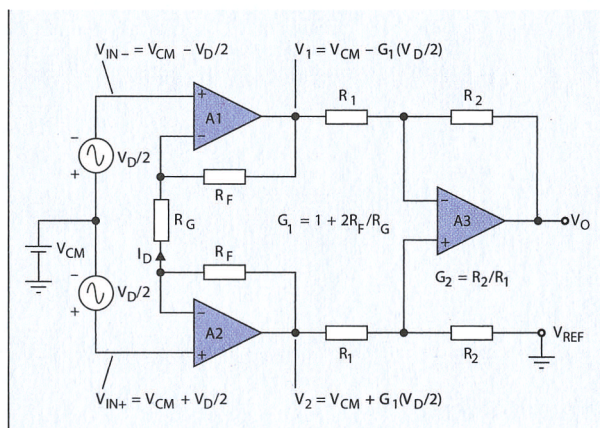 V_IN− = V_CM − V_D/2
V_1 = V_CM − G_1(V_D/2)
+
A1
−
R_1
R_2
−
V_D/2
+
R_F
R_G
G_1 = 1 + 2R_F/R_G
−
A3
+
V_O
V_CM
I_D
R_F
G_2 = R_2/R_1
−
V_D/2
+
−
A2
+
R_1
R_2
V_REF
V_IN+ = V_CM + V_D/2
V_2 = V_CM + G_1(V_D/2)